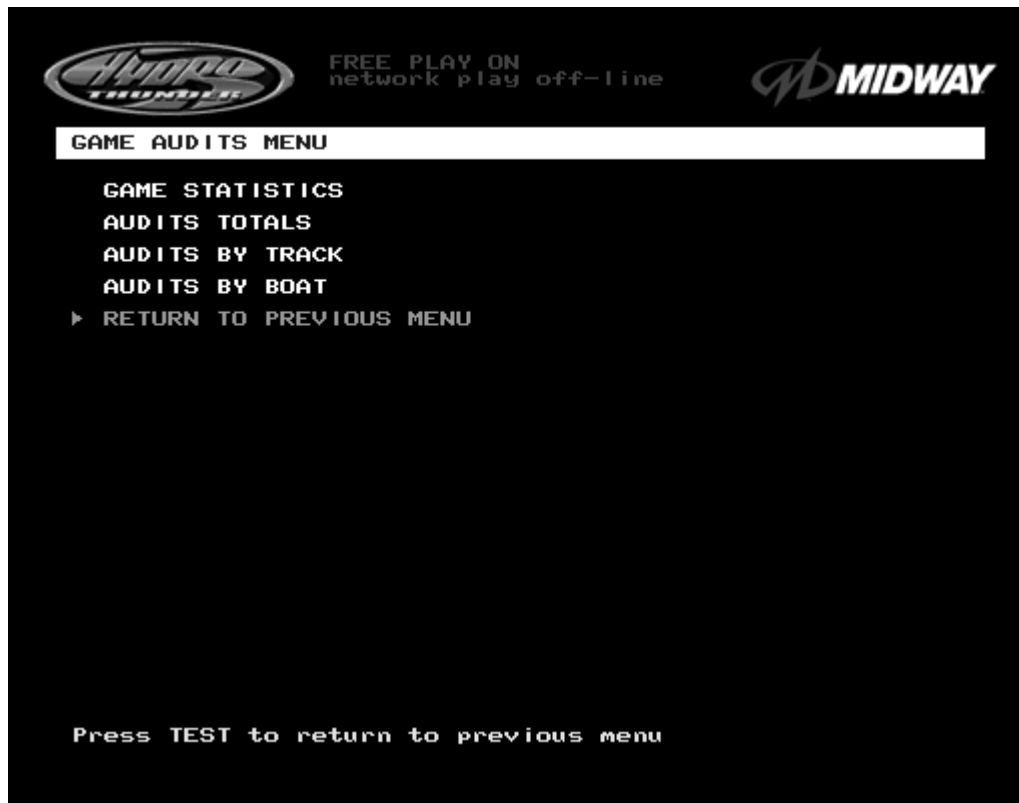 HYDRO
THUNDER
FREE PLAY ON
network play off-line
MIDWAY
GAME AUDITS MENU
GAME STATISTICS
AUDITS TOTALS
AUDITS BY TRACK
AUDITS BY BOAT
RETURN TO PREVIOUS MENU
Press TEST to return to previous menu